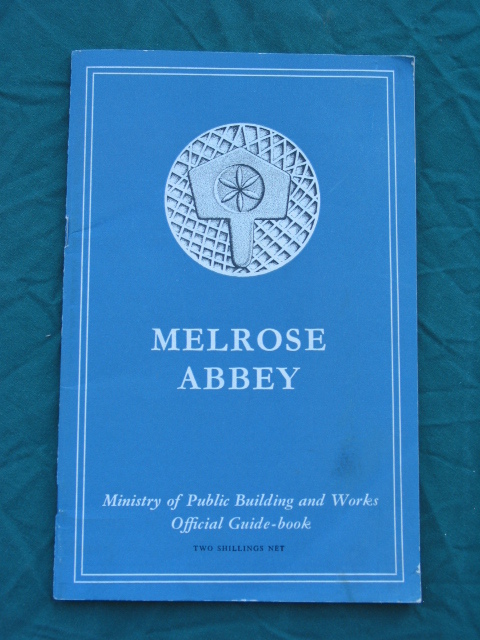 MELROSE
ABBEY
Ministry of Public Building and Works
Official Guide-book
TWO SHILLINGS NET